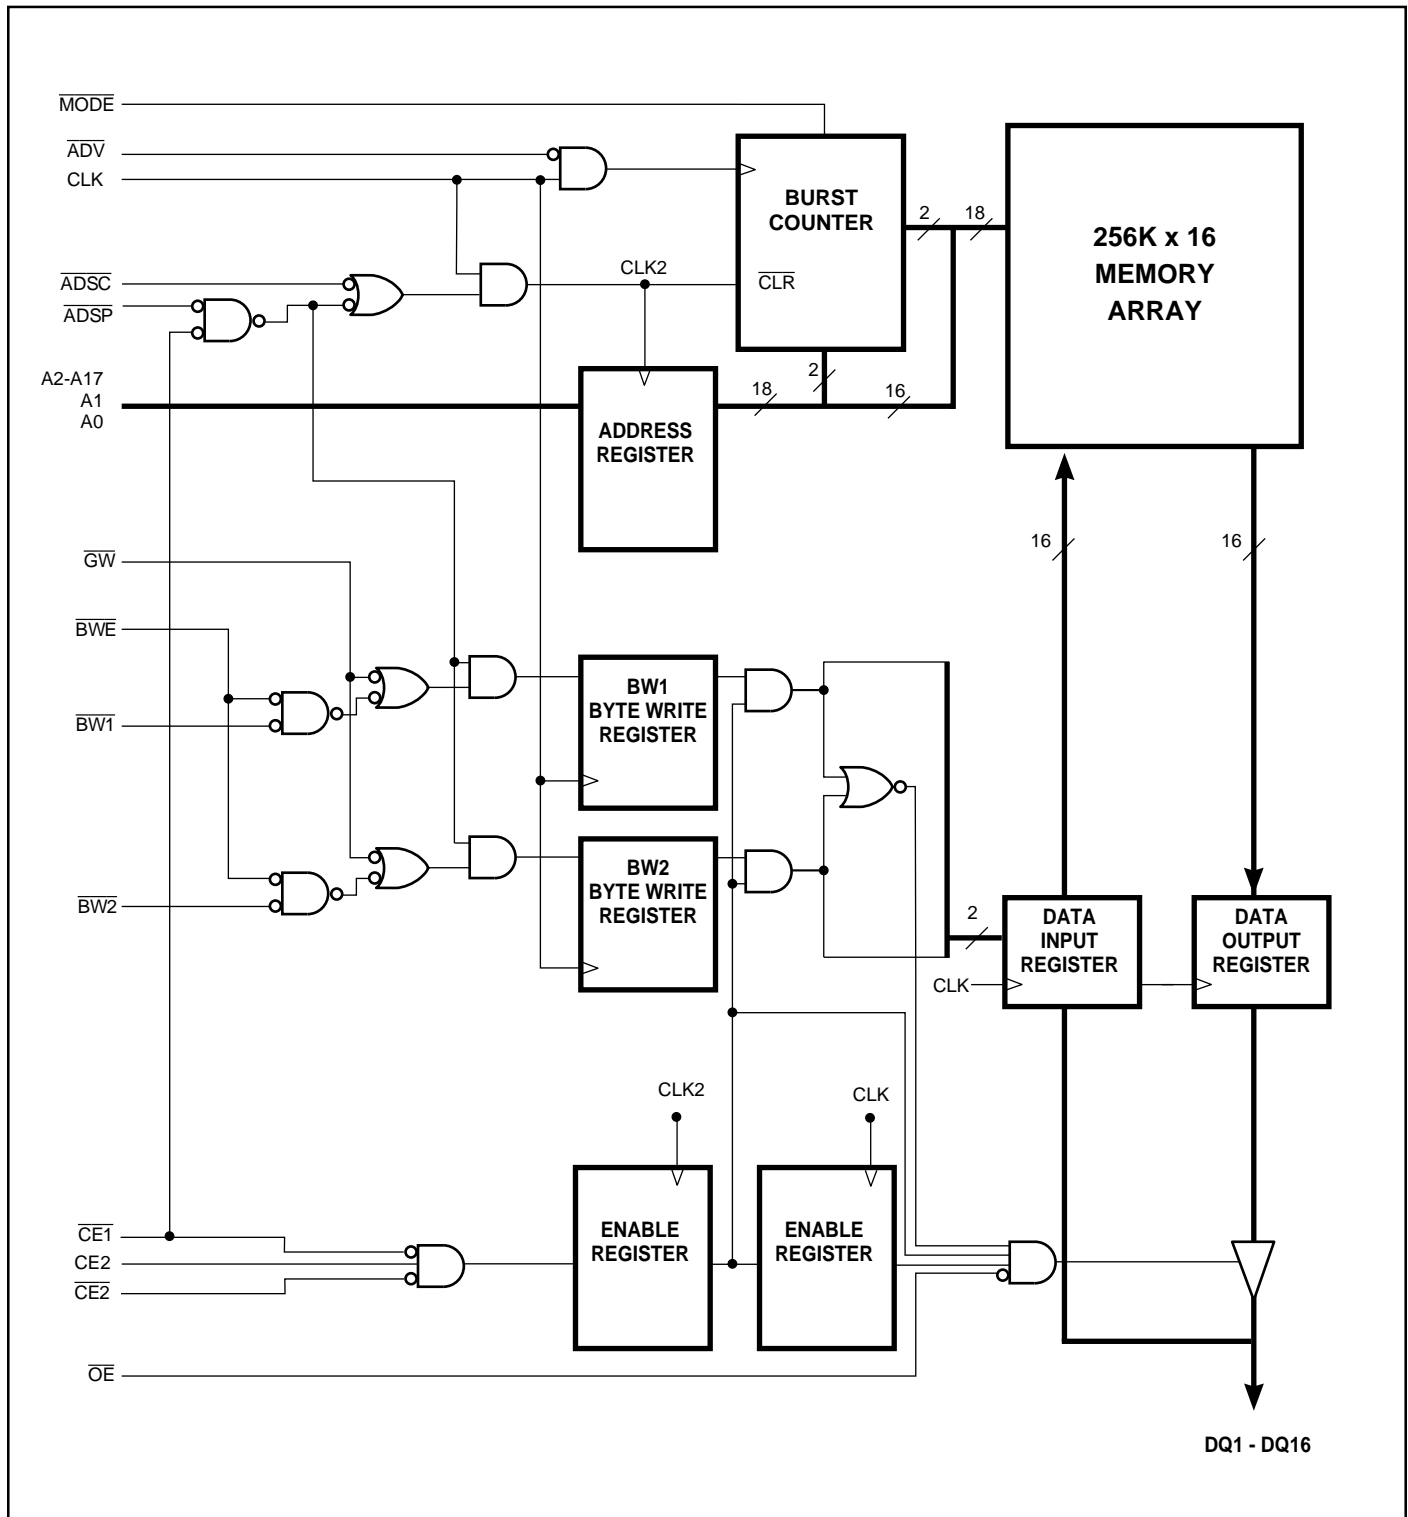 MODE
ADV
CLK
BURST
COUNTER
2
18
256K x 16
MEMORY
ARRAY
ADSC
ADSP
CLK2
CLR
A2-A17
A1
A0
2
18
16
ADDRESS
REGISTER
16
16
GW
BWE
BW1
BW1
BYTE WRITE
REGISTER
BW2
BW2
BYTE WRITE
REGISTER
2
DATA
INPUT
REGISTER
DATA
OUTPUT
REGISTER
CLK
CLK2
CLK
CE1
CE2
CE2
ENABLE
REGISTER
ENABLE
REGISTER
OE
DQ1 - DQ16